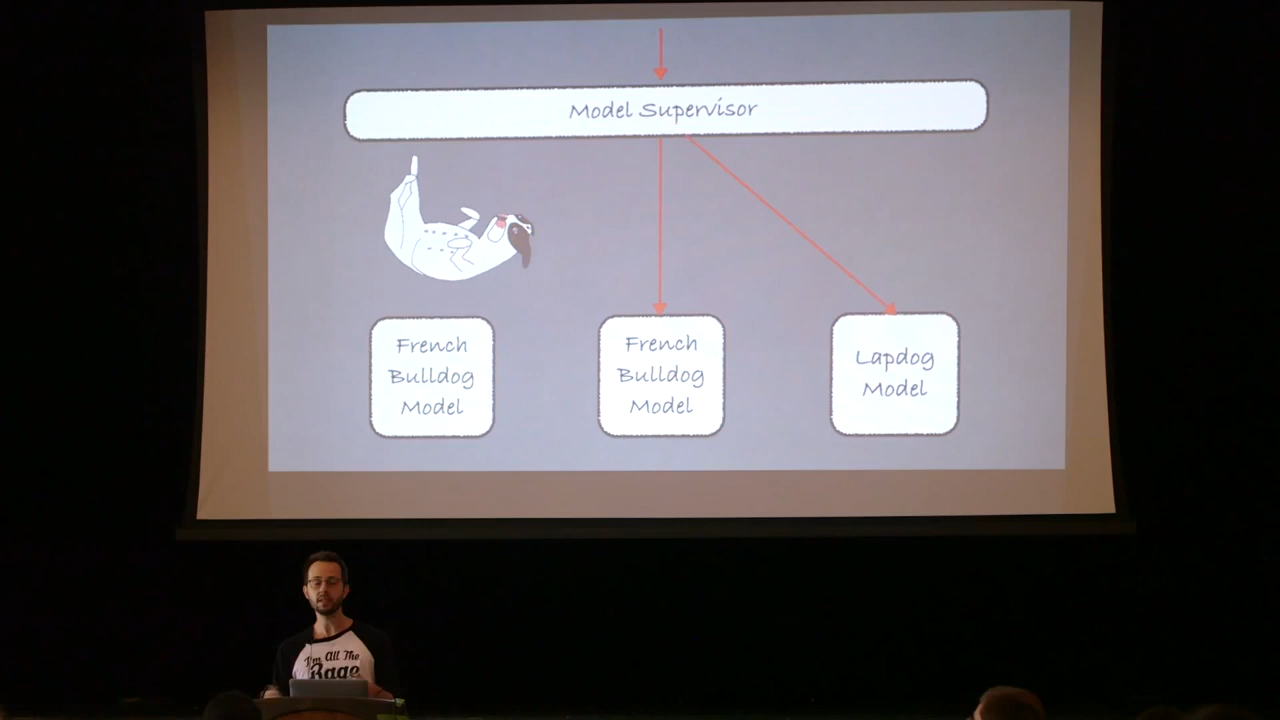 Model Supervisor
French
Bulldog
Model
French
Bulldog
Model
Lapdog
Model
I'm All The
Rage